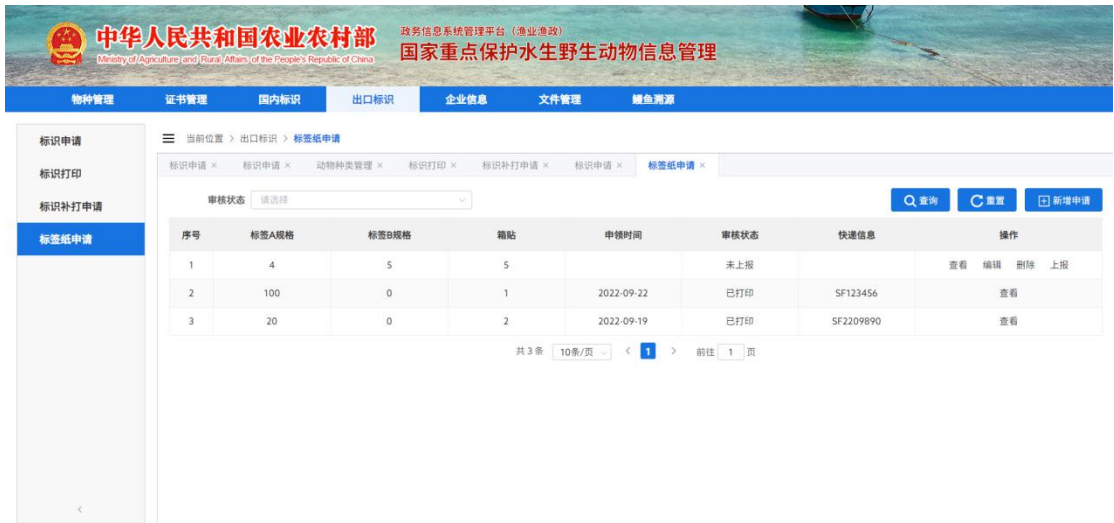 中华人民共和国农业农村部
Ministry of Agriculture and Rural Affairs of the People's Republic of China
政务信息系统管理平台（渔业渔政）
国家重点保护水生野生动物信息管理
物种管理 证书管理 国内标识 出口标识 企业信息 文件管理 鳗鱼溯源
标识申请
标识打印
标识补打申请
标签纸申请
当前位置 > 出口标识 > 标签纸申请
标识申请 × 标识申请 × 动物种类管理 × 标识打印 × 标识补打申请 × 标识申请 × 标签纸申请 ×
审核状态 请选择 查询 重置 新增申请
序号 标签A规格 标签B规格 箱贴 申领时间 审核状态 快递信息 操作
1 4 5 5 未上报 查看 编辑 删除 上报
2 100 0 1 2022-09-22 已打印 SF123456 查看
3 20 0 2 2022-09-19 已打印 SF2209890 查看
共 3 条 10条/页 < 1 > 前往 1 页